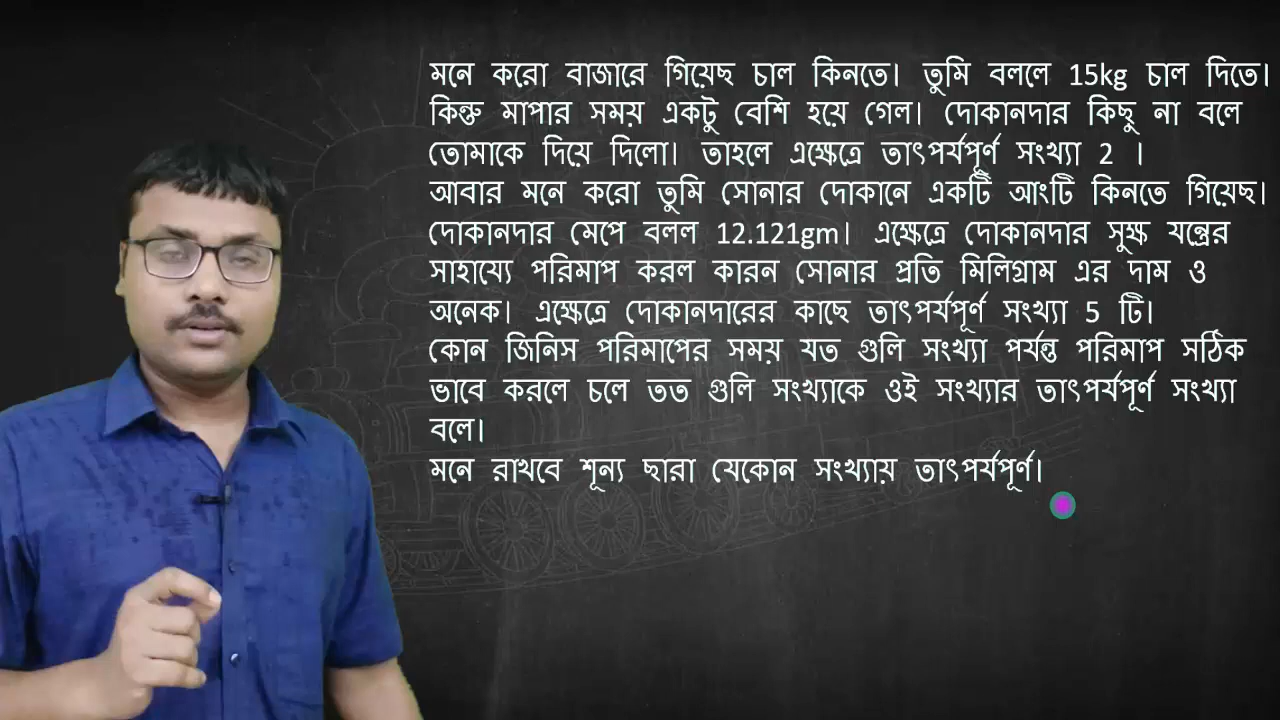 মনে করো বাজারে গিয়েছ চাল কিনতে। তুমি বললে 15kg চাল দিতে।
কিন্তু মাপার সময় একটু বেশি হয়ে গেল। দোকানদার কিছু না বলে
তোমাকে দিয়ে দিলো। তাহলে এক্ষেত্রে তাৎপর্যপূর্ণ সংখ্যা 2 ।
আবার মনে করো তুমি সোনার দোকানে একটি আংটি কিনতে গিয়েছ।
দোকানদার মেপে বলল 12.121gm। এক্ষেত্রে দোকানদার সুক্ষ যন্ত্রের
সাহায্যে পরিমাপ করল কারন সোনার প্রতি মিলিগ্রাম এর দাম ও
অনেক। এক্ষেত্রে দোকানদারের কাছে তাৎপর্যপূর্ণ সংখ্যা 5 টি।
কোন জিনিস পরিমাপের সময় যত গুলি সংখ্যা পর্যন্ত পরিমাপ সঠিক
ভাবে করলে চলে তত গুলি সংখ্যাকে ওই সংখ্যার তাৎপর্যপূর্ণ সংখ্যা
বলে।
মনে রাখবে শূন্য ছারা যেকোন সংখ্যায় তাৎপর্যপূর্ণ।